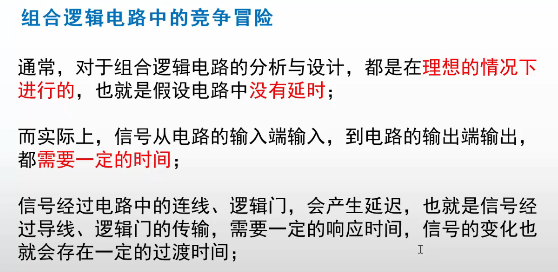 组合逻辑电路中的竞争冒险
通常，对于组合逻辑电路的分析与设计，都是在理想的情况下
进行的，也就是假设电路中没有延时；
而实际上，信号从电路的输入端输入，到电路的输出端输出，
都需要一定的时间；
信号经过电路中的连线、逻辑门，会产生延迟，也就是信号经
过导线、逻辑门的传输，需要一定的响应时间，信号的变化也
就会存在一定的过渡时间；